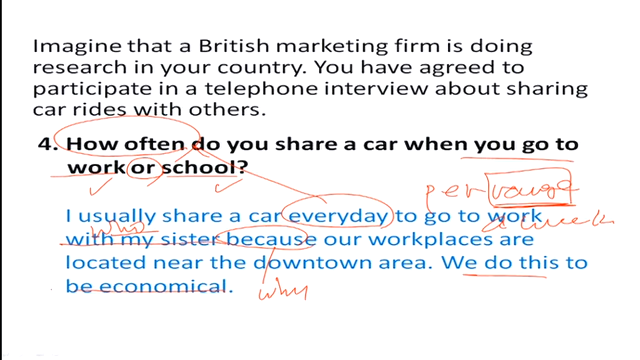 Imagine that a British marketing firm is doing
research in your country. You have agreed to
participate in a telephone interview about sharing
car rides with others.
4. How often do you share a car when you go to
work or school?
per
I usually share a car everyday to go to work
a week
who
with my sister because our workplaces are
located near the downtown area. We do this to
be economical.
why